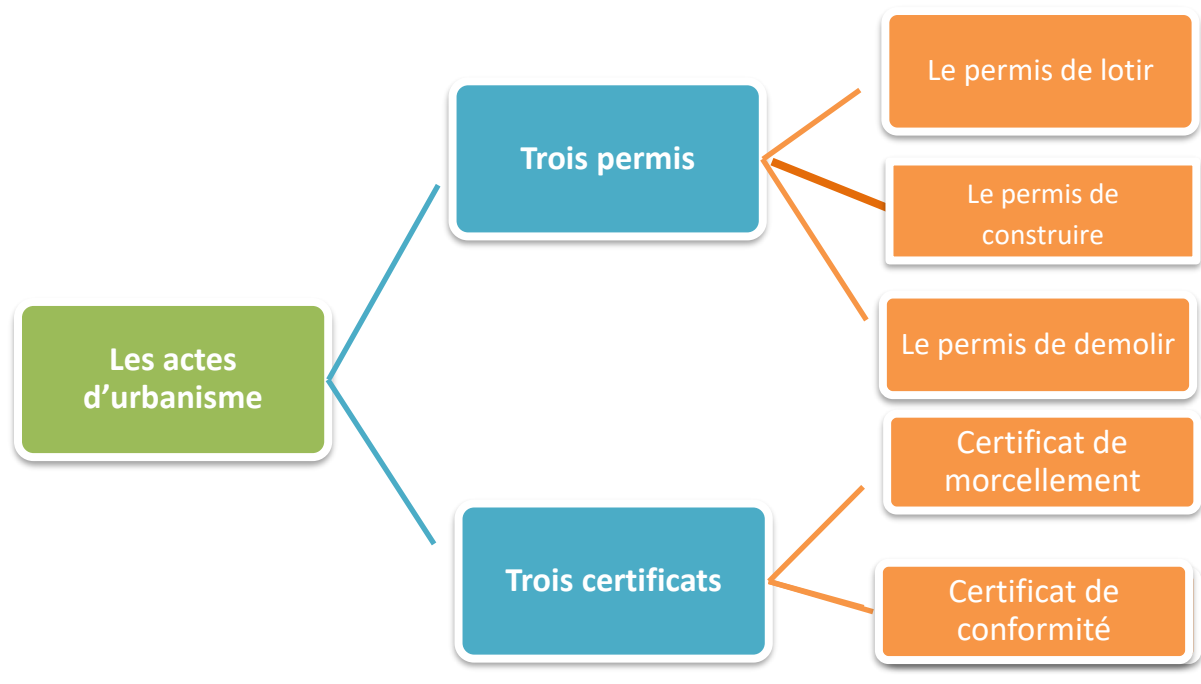 Les actes
d’urbanisme
Trois permis
Le permis de lotir
Le permis de
construire
Le permis de demolir
Trois certificats
Certificat de
morcellement
Certificat de
conformité